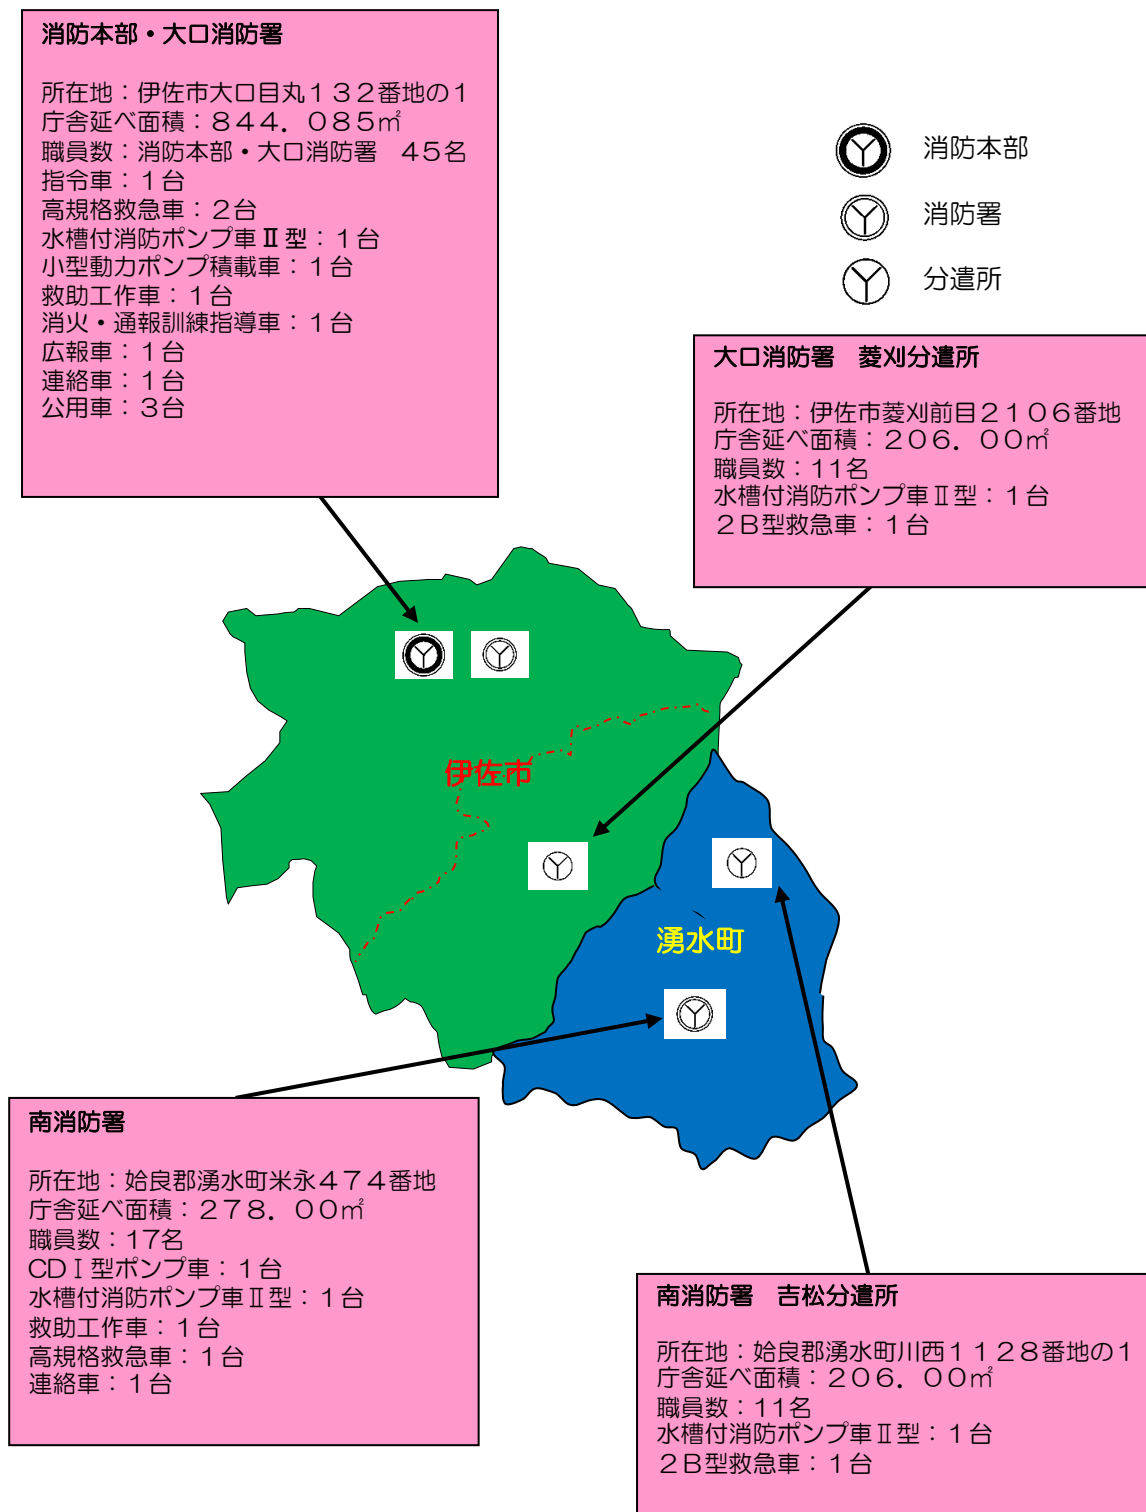 消防本部・大口消防署
所在地：伊佐市大口目丸１３２番地の１
庁舎延べ面積：８４４．０８５㎡
職員数：消防本部・大口消防署　45名
指令車：１台
高規格救急車：２台
水槽付消防ポンプ車Ⅱ型：１台
小型動力ポンプ積載車：１台
救助工作車：１台
消火・通報訓練指導車：１台
広報車：１台
連絡車：１台
公用車：３台
消防本部
消防署
分遣所
大口消防署　菱刈分遣所
所在地：伊佐市菱刈前目２１０６番地
庁舎延べ面積：２０６．００㎡
職員数：11名
水槽付消防ポンプ車Ⅱ型：１台
２Ｂ型救急車：１台
伊佐市
湧水町
南消防署
所在地：姶良郡湧水町米永４７４番地
庁舎延べ面積：２７８．００㎡
職員数：17名
CDⅠ型ポンプ車：１台
水槽付消防ポンプ車Ⅱ型：１台
救助工作車：１台
高規格救急車：１台
連絡車：１台
南消防署　吉松分遣所
所在地：姶良郡湧水町川西１１２８番地の１
庁舎延べ面積：２０６．００㎡
職員数：11名
水槽付消防ポンプ車Ⅱ型：１台
２Ｂ型救急車：１台